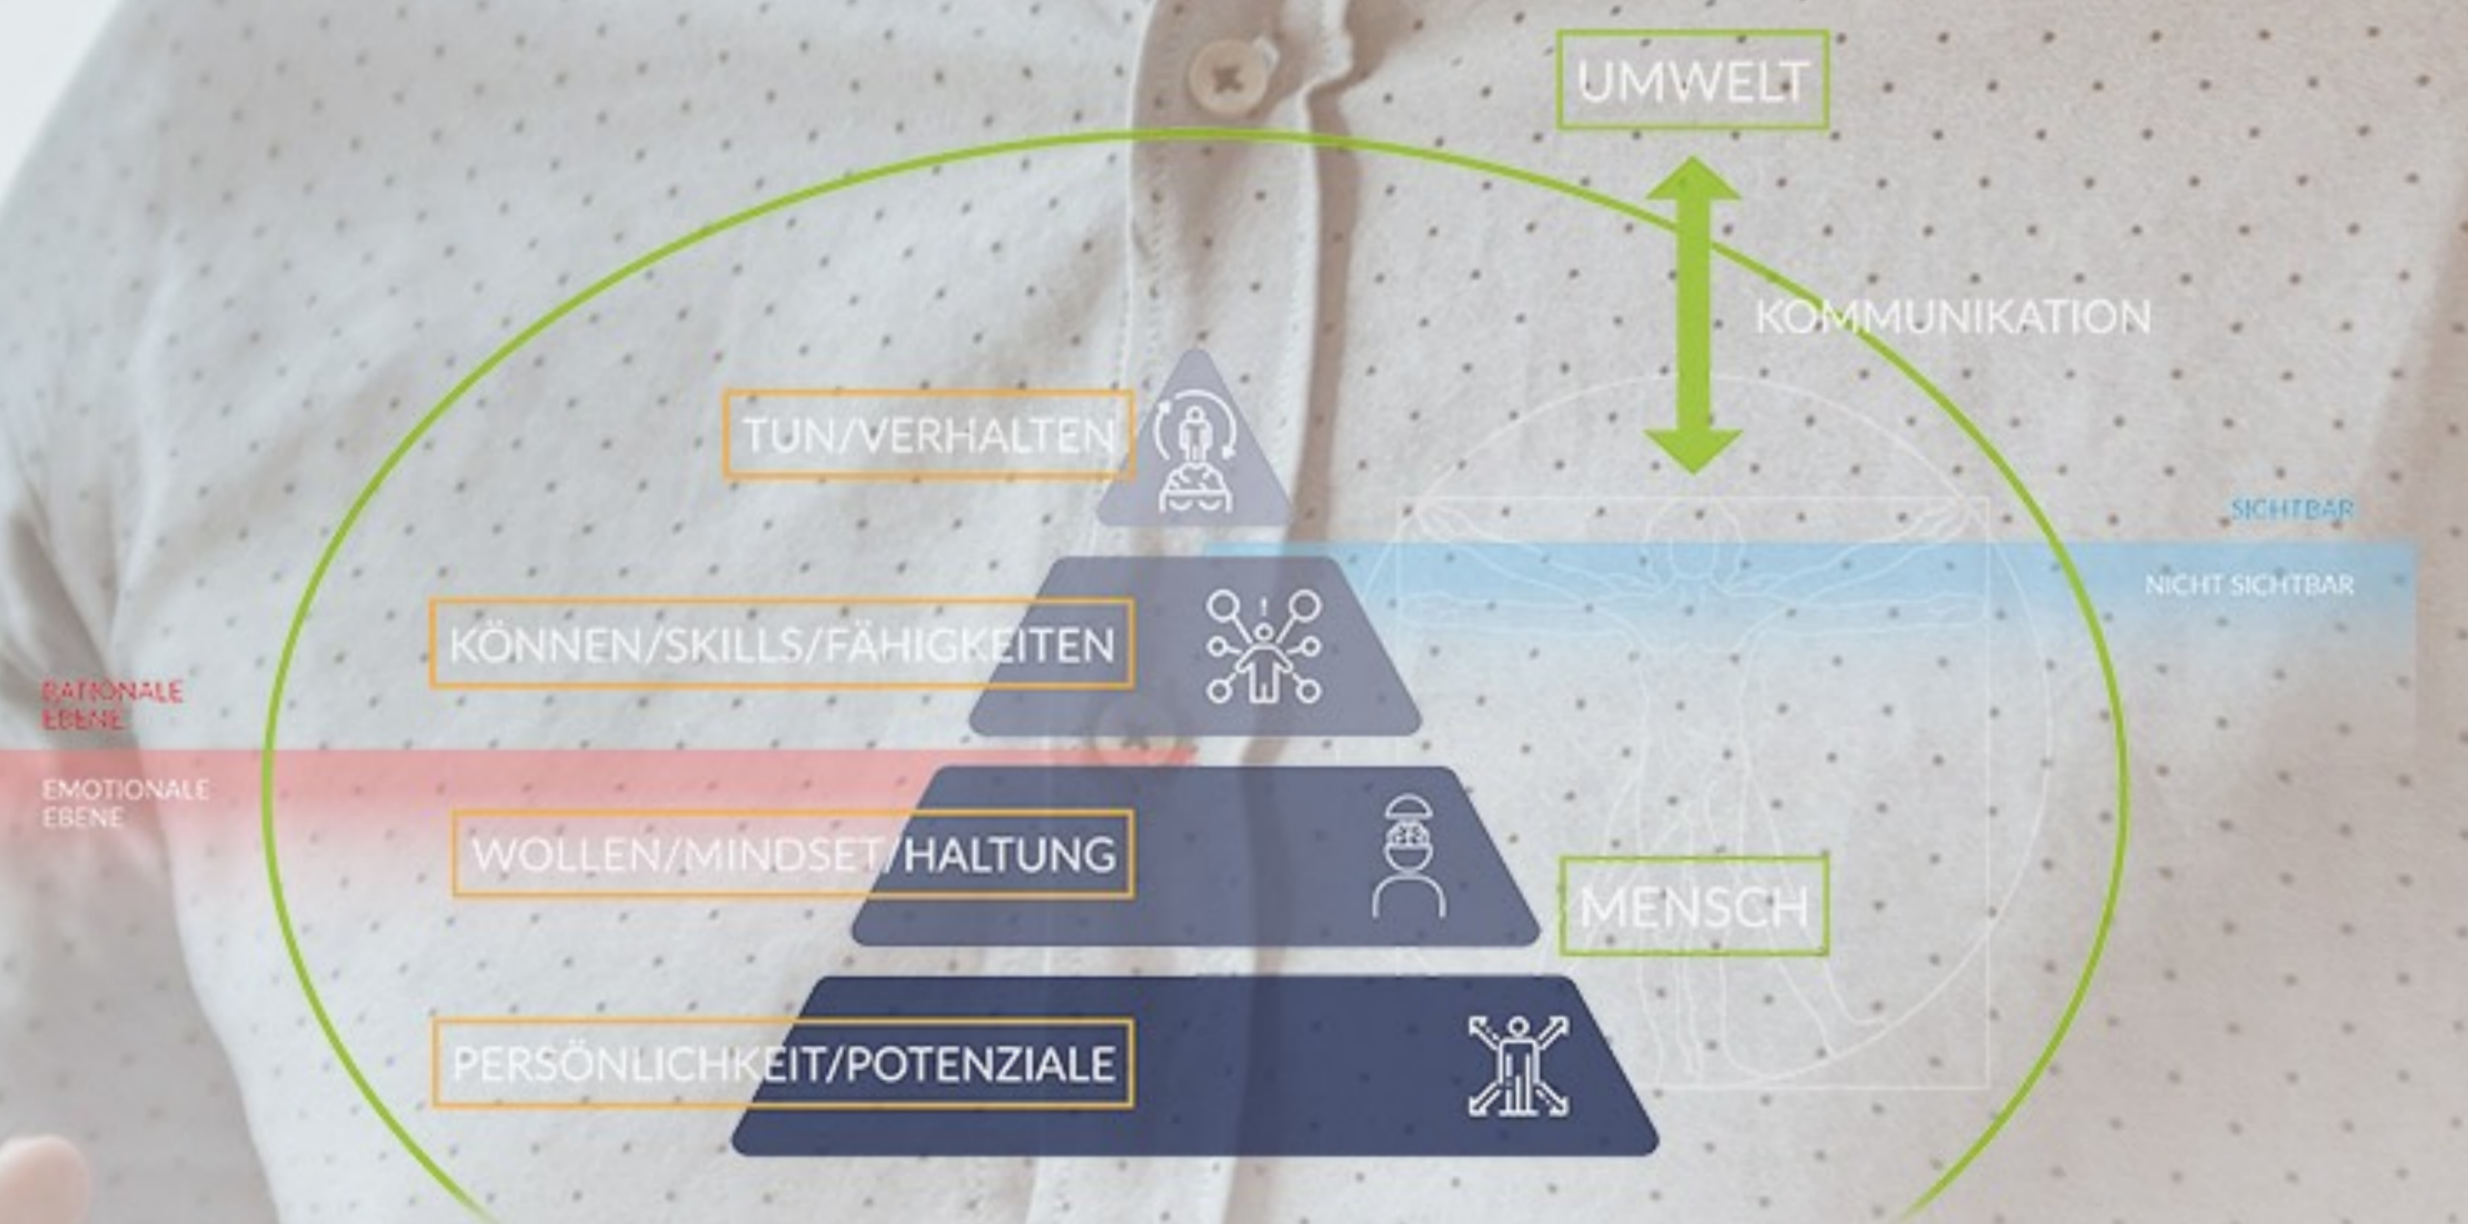 UMWELT
KOMMUNIKATION
TUN/VERHALTEN
SICHTBAR
NICHT SICHTBAR
KÖNNEN/SKILLS/FÄHIGKEITEN
RATIONALE
EBENE
EMOTIONALE
EBENE
WOLLEN/MINDSET/HALTUNG
MENSCH
PERSÖNLICHKEIT/POTENZIALE